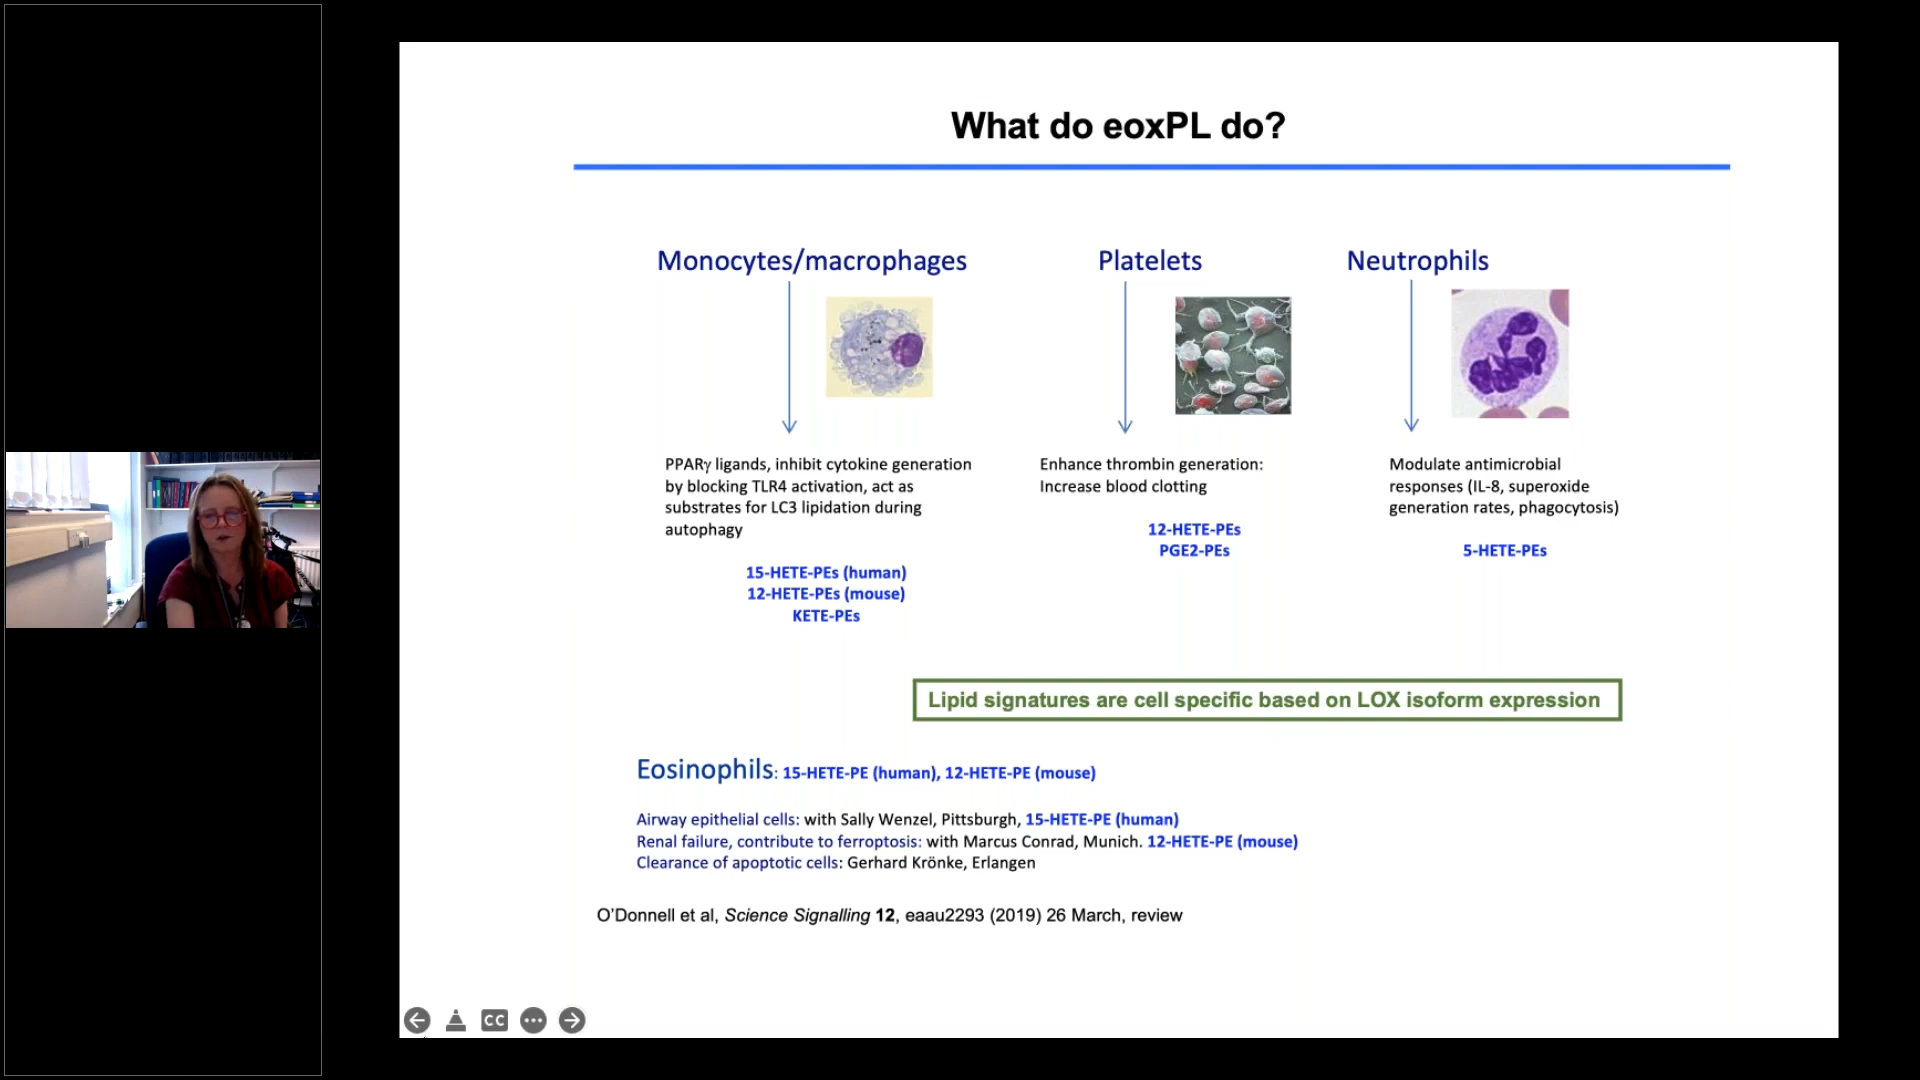 What do eoxPL do?
Monocytes/macrophages
PPARγ ligands, inhibit cytokine generation
by blocking TLR4 activation, act as
substrates for LC3 lipidation during
autophagy
15-HETE-PEs (human)
12-HETE-PEs (mouse)
KETE-PEs
Platelets
Enhance thrombin generation:
Increase blood clotting
12-HETE-PEs
PGE2-PEs
Neutrophils
Modulate antimicrobial
responses (IL-8, superoxide
generation rates, phagocytosis)
5-HETE-PEs
Lipid signatures are cell specific based on LOX isoform expression
Eosinophils: 15-HETE-PE (human), 12-HETE-PE (mouse)
Airway epithelial cells: with Sally Wenzel, Pittsburgh, 15-HETE-PE (human)
Renal failure, contribute to ferroptosis: with Marcus Conrad, Munich. 12-HETE-PE (mouse)
Clearance of apoptotic cells: Gerhard Krönke, Erlangen
O’Donnell et al, Science Signalling 12, eaau2293 (2019) 26 March, review
CC